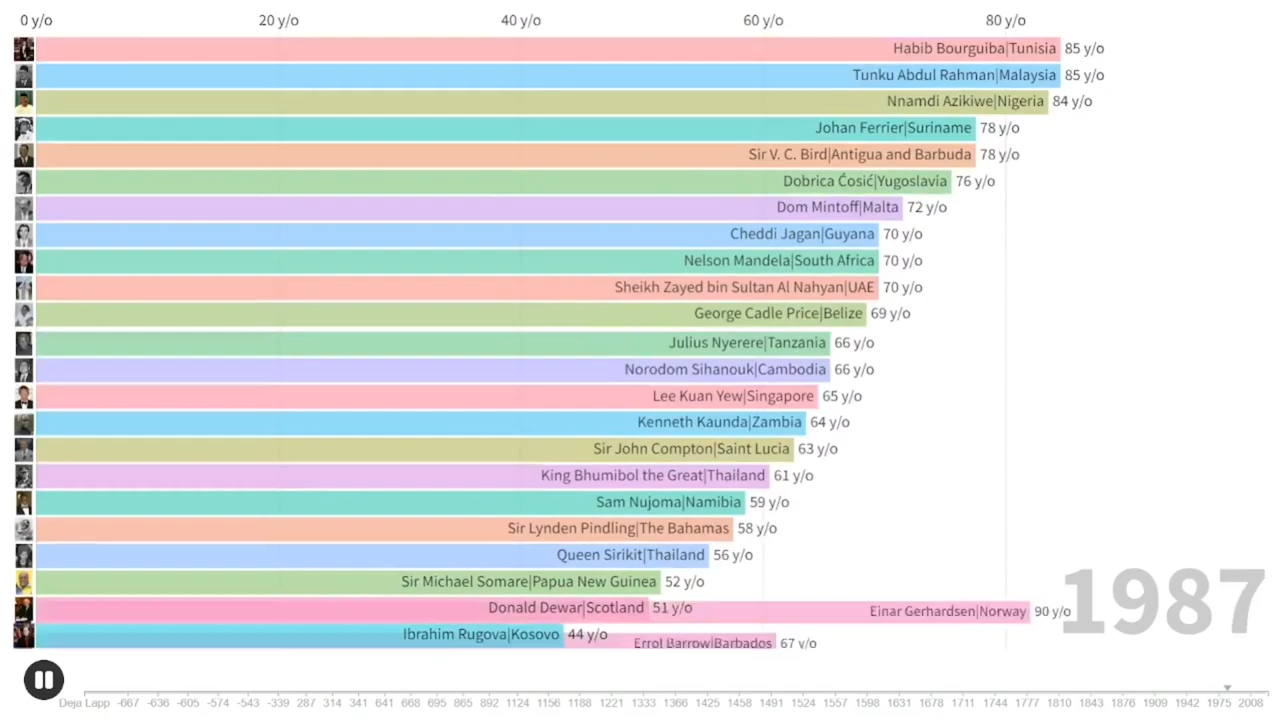 0 y/o 20 y/o 40 y/o 60 y/o 80 y/o
Habib Bourguiba|Tunisia 85 y/o
Tunku Abdul Rahman|Malaysia 85 y/o
Nnamdi Azikiwe|Nigeria 84 y/o
Johan Ferrier|Suriname 78 y/o
Sir V. C. Bird|Antigua and Barbuda 78 y/o
Dobrica Ćosić|Yugoslavia 76 y/o
Dom Mintoff|Malta 72 y/o
Cheddi Jagan|Guyana 70 y/o
Nelson Mandela|South Africa 70 y/o
Sheikh Zayed bin Sultan Al Nahyan|UAE 70 y/o
George Cadle Price|Belize 69 y/o
Julius Nyerere|Tanzania 66 y/o
Norodom Sihanouk|Cambodia 66 y/o
Lee Kuan Yew|Singapore 65 y/o
Kenneth Kaunda|Zambia 64 y/o
Sir John Compton|Saint Lucia 63 y/o
King Bhumibol the Great|Thailand 61 y/o
Sam Nujoma|Namibia 59 y/o
Sir Lynden Pindling|The Bahamas 58 y/o
Queen Sirikit|Thailand 56 y/o
Sir Michael Somare|Papua New Guinea 52 y/o
Donald Dewar|Scotland 51 y/o Einar Gerhardsen|Norway 90 y/o
1987
Ibrahim Rugova|Kosovo 44 y/o Errol Barrow|Barbados 67 y/o
Deja Lapp -667 -636 -605 -574 -543 -339 287 314 341 641 668 695 865 892 1124 1156 1188 1221 1333 1366 1425 1458 1491 1524 1557 1598 1631 1678 1711 1744 1777 1810 1843 1876 1909 1942 1975 2008